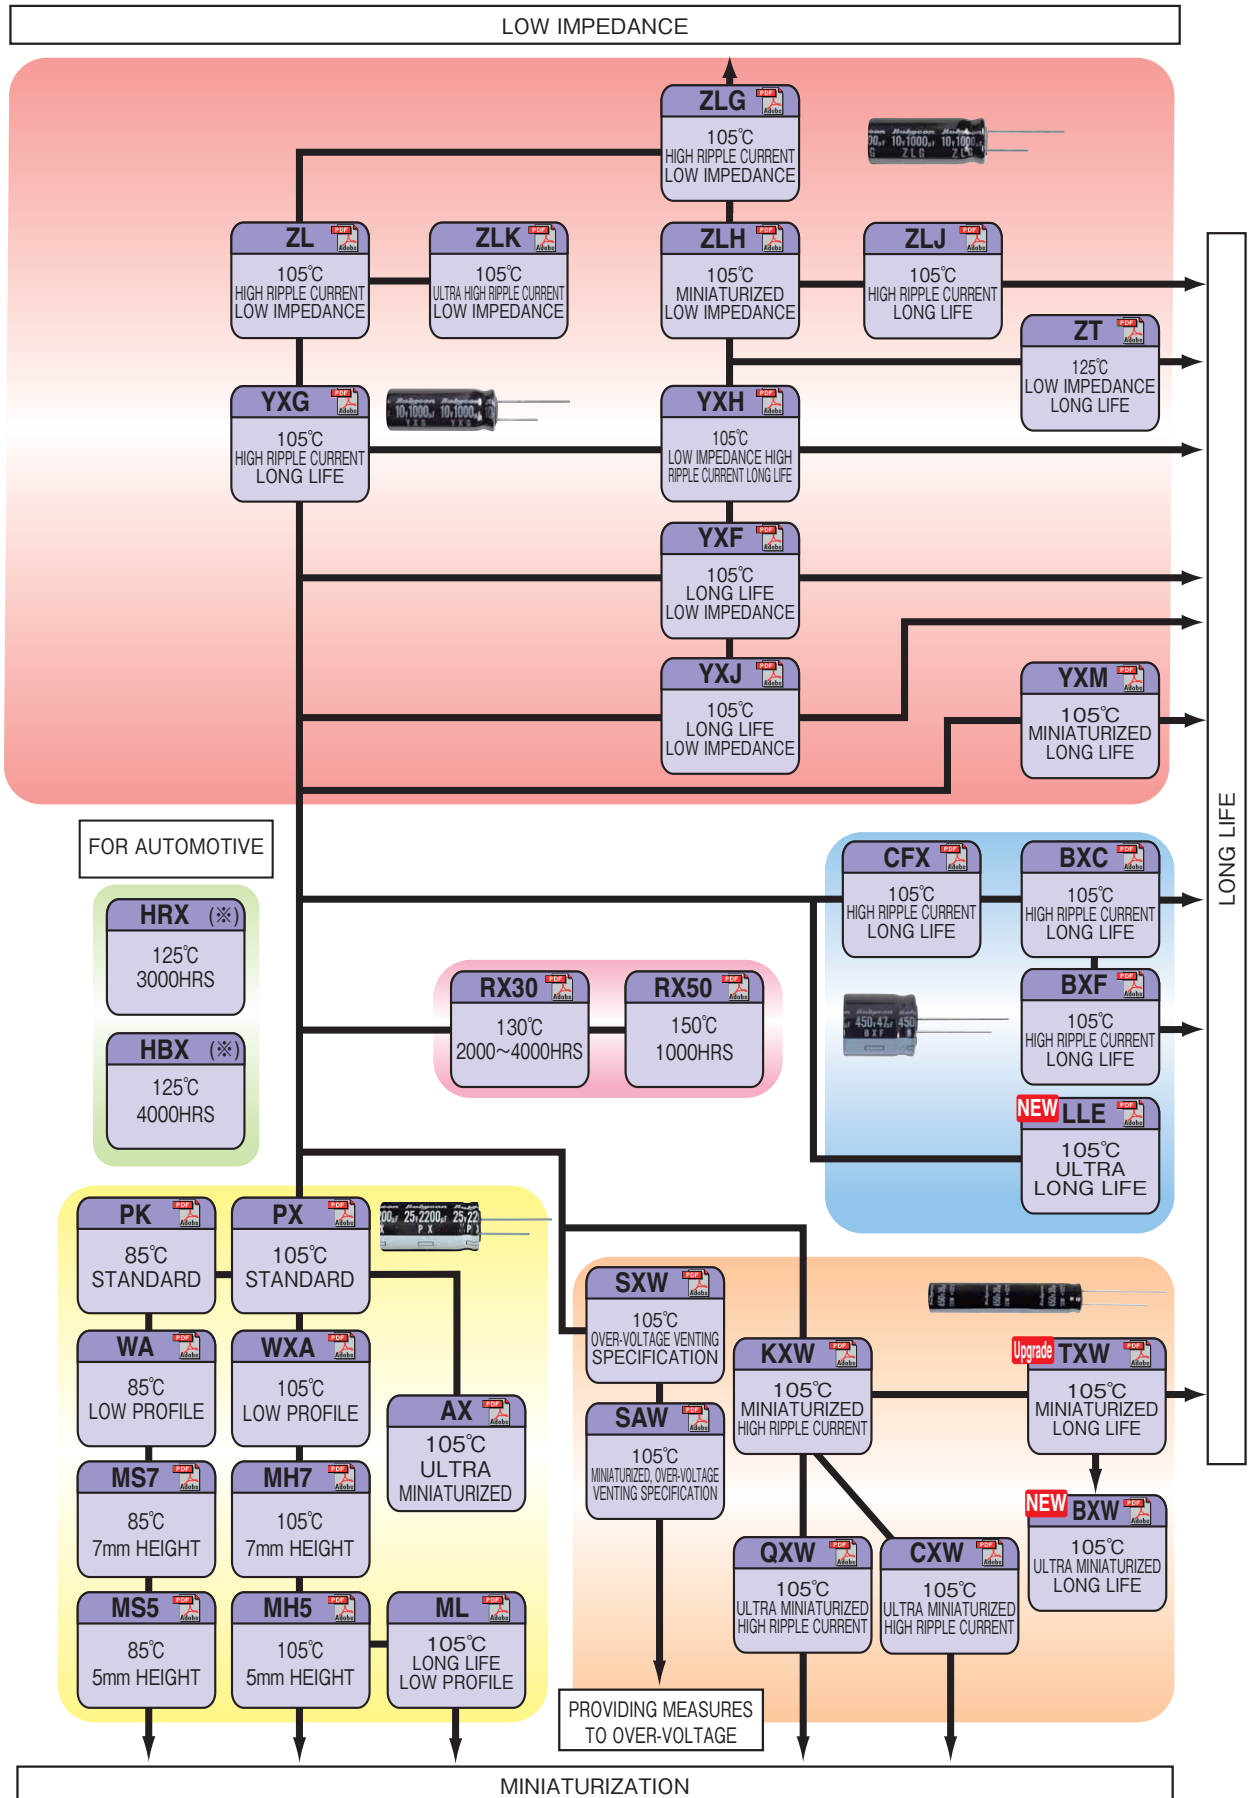 LOW IMPEDANCE
ZLG
105℃
HIGH RIPPLE CURRENT
LOW IMPEDANCE
ZL
105℃
HIGH RIPPLE CURRENT
LOW IMPEDANCE
ZLK
105℃
ULTRA HIGH RIPPLE CURRENT
LOW IMPEDANCE
ZLH
105℃
MINIATURIZED
LOW IMPEDANCE
ZLJ
105℃
HIGH RIPPLE CURRENT
LONG LIFE
ZT
125℃
LOW IMPEDANCE
LONG LIFE
YXG
105℃
HIGH RIPPLE CURRENT
LONG LIFE
YXH
105℃
LOW IMPEDANCE HIGH
RIPPLE CURRENT LONG LIFE
YXF
105℃
LONG LIFE
LOW IMPEDANCE
YXJ
105℃
LONG LIFE
LOW IMPEDANCE
YXM
105℃
MINIATURIZED
LONG LIFE
LONG LIFE
FOR AUTOMOTIVE
HRX (※)
125℃
3000HRS
HBX (※)
125℃
4000HRS
RX30
130℃
2000～4000HRS
RX50
150℃
1000HRS
CFX
105℃
HIGH RIPPLE CURRENT
LONG LIFE
BXC
105℃
HIGH RIPPLE CURRENT
LONG LIFE
BXF
105℃
HIGH RIPPLE CURRENT
LONG LIFE
NEW LLE
105℃
ULTRA
LONG LIFE
PK
85℃
STANDARD
PX
105℃
STANDARD
WA
85℃
LOW PROFILE
WXA
105℃
LOW PROFILE
AX
105℃
ULTRA
MINIATURIZED
MS7
85℃
7mm HEIGHT
MH7
105℃
7mm HEIGHT
MS5
85℃
5mm HEIGHT
MH5
105℃
5mm HEIGHT
ML
105℃
LONG LIFE
LOW PROFILE
SXW
105℃
OVER-VOLTAGE VENTING
SPECIFICATION
SAW
105℃
MINIATURIZED, OVER-VOLTAGE
VENTING SPECIFICATION
KXW
105℃
MINIATURIZED
HIGH RIPPLE CURRENT
Upgrade TXW
105℃
MINIATURIZED
LONG LIFE
NEW BXW
105℃
ULTRA MINIATURIZED
LONG LIFE
QXW
105℃
ULTRA MINIATURIZED
HIGH RIPPLE CURRENT
CXW
105℃
ULTRA MINIATURIZED
HIGH RIPPLE CURRENT
PROVIDING MEASURES
TO OVER-VOLTAGE
MINIATURIZATION